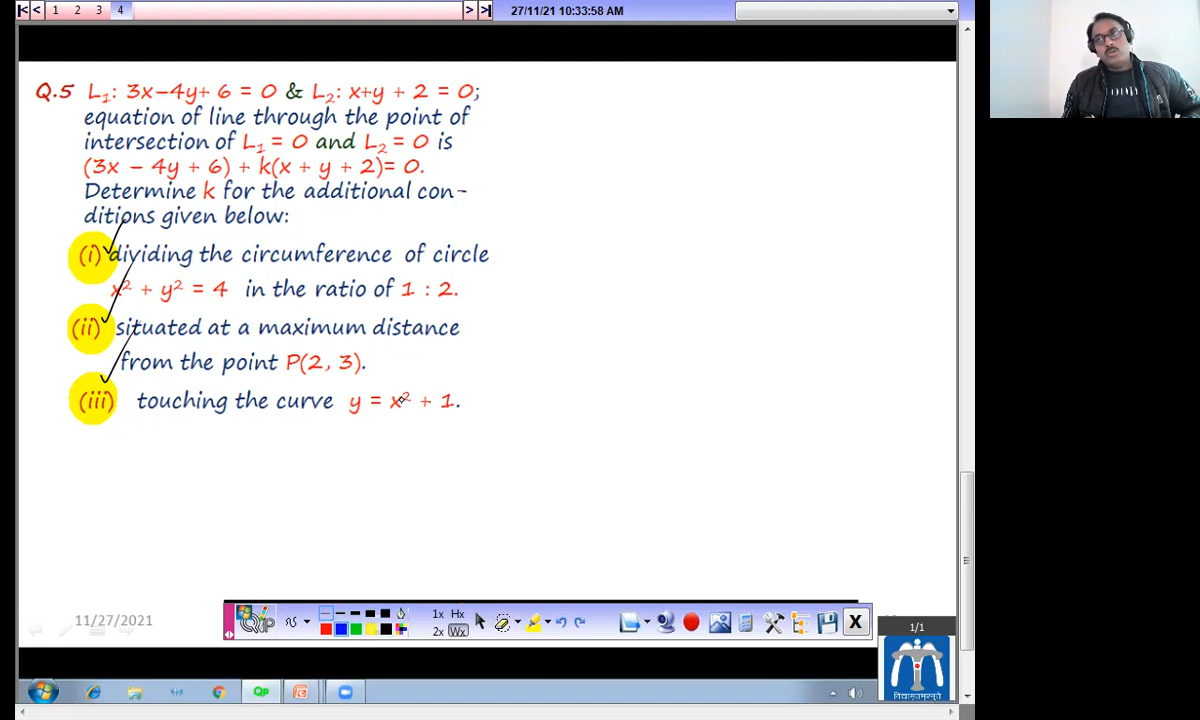 1 2 3 4
27/11/21 10:33:58 AM
Q.5 L₁: 3x−4y+ 6 = 0 & L₂: x+y + 2 = 0;
equation of line through the point of
intersection of L₁ = 0 and L₂ = 0 is
(3x − 4y + 6) + k(x + y + 2)= 0.
Determine k for the additional con-
ditions given below:
(i) dividing the circumference of circle
x² + y² = 4 in the ratio of 1 : 2.
(ii) situated at a maximum distance
from the point P(2, 3).
(iii) touching the curve y = x² + 1.
11/27/2021
1x Hx
2x Wx
X
1/1
QP